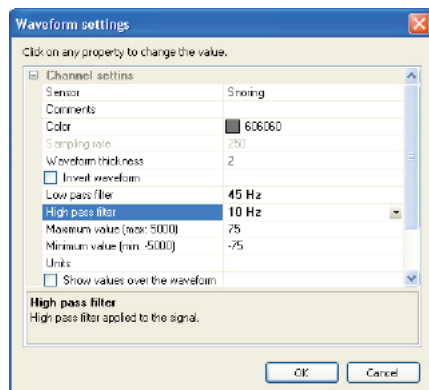 Waveform settings
Click on any property to change the value.
Channel settins
Sensor Snoring
Comments
Color 606060
Sampling rate 250
Waveform thickness 2
Invert waveform
Low pass filter 45 Hz
High pass filter 10 Hz
Maximum value (max: 5000) 75
Minimum value (min: -5000) -75
Units
Show values over the waveform
High pass filter
High pass filter applied to the signal.
OK Cancel